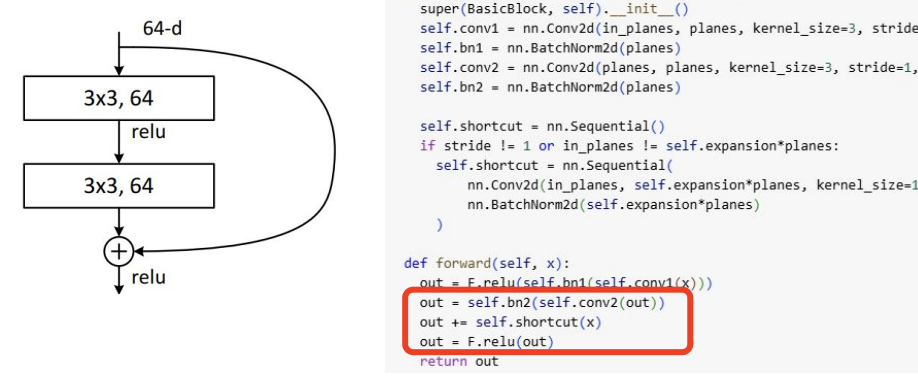 64-d
3x3, 64
relu
3x3, 64
+
relu
super(BasicBlock, self).__init__()
self.conv1 = nn.Conv2d(in_planes, planes, kernel_size=3, stride
self.bn1 = nn.BatchNorm2d(planes)
self.conv2 = nn.Conv2d(planes, planes, kernel_size=3, stride=1,
self.bn2 = nn.BatchNorm2d(planes)
self.shortcut = nn.Sequential()
if stride != 1 or in_planes != self.expansion*planes:
self.shortcut = nn.Sequential(
nn.Conv2d(in_planes, self.expansion*planes, kernel_size=1
nn.BatchNorm2d(self.expansion*planes)
)
def forward(self, x):
out = F.relu(self.bn1(self.conv1(x)))
out = self.bn2(self.conv2(out))
out += self.shortcut(x)
out = F.relu(out)
return out